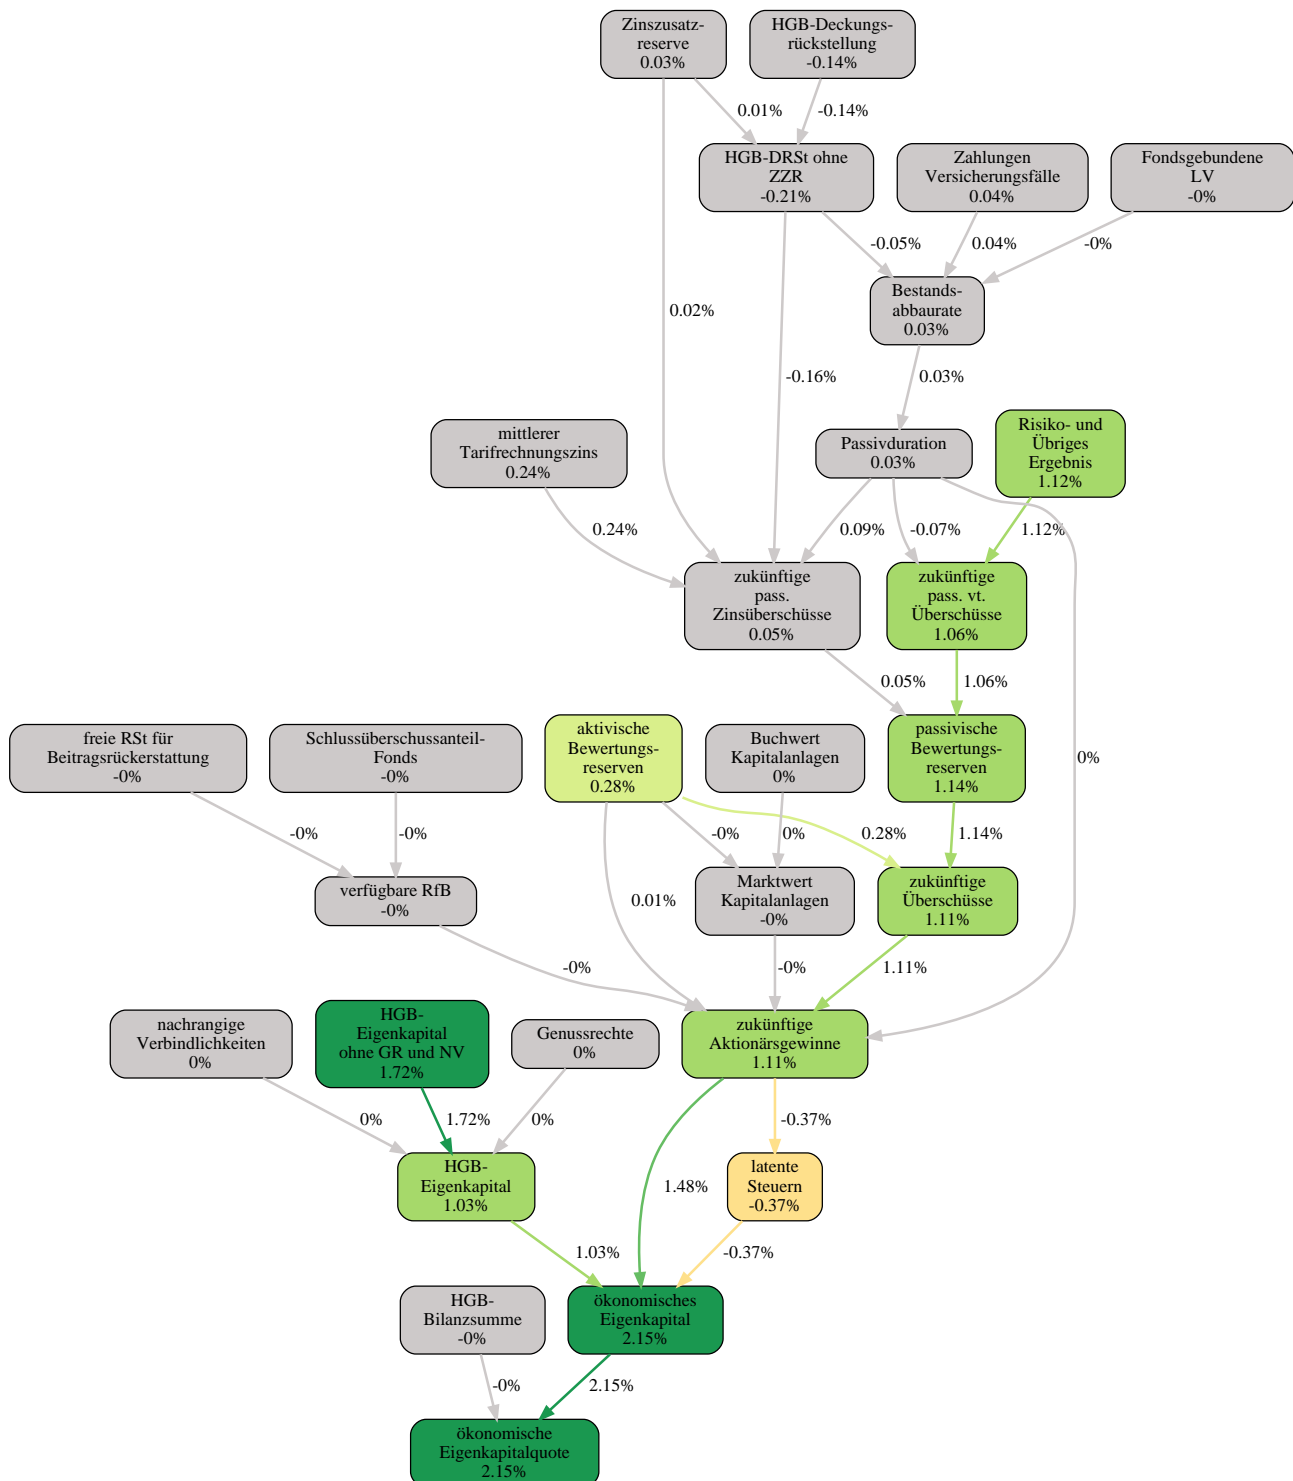 Zinszusatz-
reserve
0.03%
HGB-Deckungs-
rückstellung
-0.14%
0.01%
-0.14%
HGB-DRSt ohne
ZZR
-0.21%
Zahlungen
Versicherungsfälle
0.04%
Fondsgebundene
LV
-0%
-0.05%
0.04%
-0%
Bestands-
abbaurate
0.03%
0.02%
-0.16%
0.03%
mittlerer
Tarifrechnungszins
0.24%
Passivduration
0.03%
Risiko- und
Übriges
Ergebnis
1.12%
0.24%
0.09%
-0.07%
1.12%
zukünftige
pass.
Zinsüberschüsse
0.05%
zukünftige
pass. vt.
Überschüsse
1.06%
0.05%
1.06%
freie RSt für
Beitragsrückerstattung
-0%
Schlussüberschussanteil-
Fonds
-0%
aktivische
Bewertungs-
reserven
0.28%
Buchwert
Kapitalanlagen
0%
passivische
Bewertungs-
reserven
1.14%
0%
-0%
-0%
-0%
0%
0.28%
1.14%
verfügbare RfB
-0%
0.01%
Marktwert
Kapitalanlagen
-0%
zukünftige
Überschüsse
1.11%
-0%
-0%
1.11%
nachrangige
Verbindlichkeiten
0%
HGB-
Eigenkapital
ohne GR und NV
1.72%
Genussrechte
0%
zukünftige
Aktionärsgewinne
1.11%
0%
1.72%
0%
-0.37%
HGB-
Eigenkapital
1.03%
1.48%
latente
Steuern
-0.37%
1.03%
-0.37%
HGB-
Bilanzsumme
-0%
ökonomisches
Eigenkapital
2.15%
-0%
2.15%
ökonomische
Eigenkapitalquote
2.15%